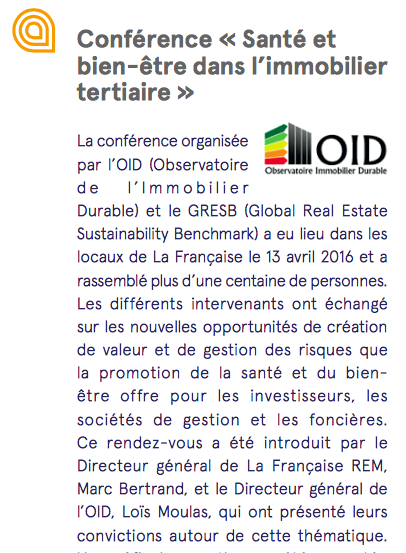 Conférence « Santé et
bien-être dans l’immobilier
tertiaire »
La conférence organisée
par l’OID (Observatoire
de l’Immobilier
OID
Observatoire Immobilier Durable
Durable) et le GRESB (Global Real Estate
Sustainability Benchmark) a eu lieu dans les
locaux de La Française le 13 avril 2016 et a
rassemblé plus d’une centaine de personnes.
Les différents intervenants ont échangé
sur les nouvelles opportunités de création
de valeur et de gestion des risques que
la promotion de la santé et du bien-
être offre pour les investisseurs, les
sociétés de gestion et les foncières.
Ce rendez-vous a été introduit par le
Directeur général de La Française REM,
Marc Bertrand, et le Directeur général de
l’OID, Loïs Moulas, qui ont présenté leurs
convictions autour de cette thématique.